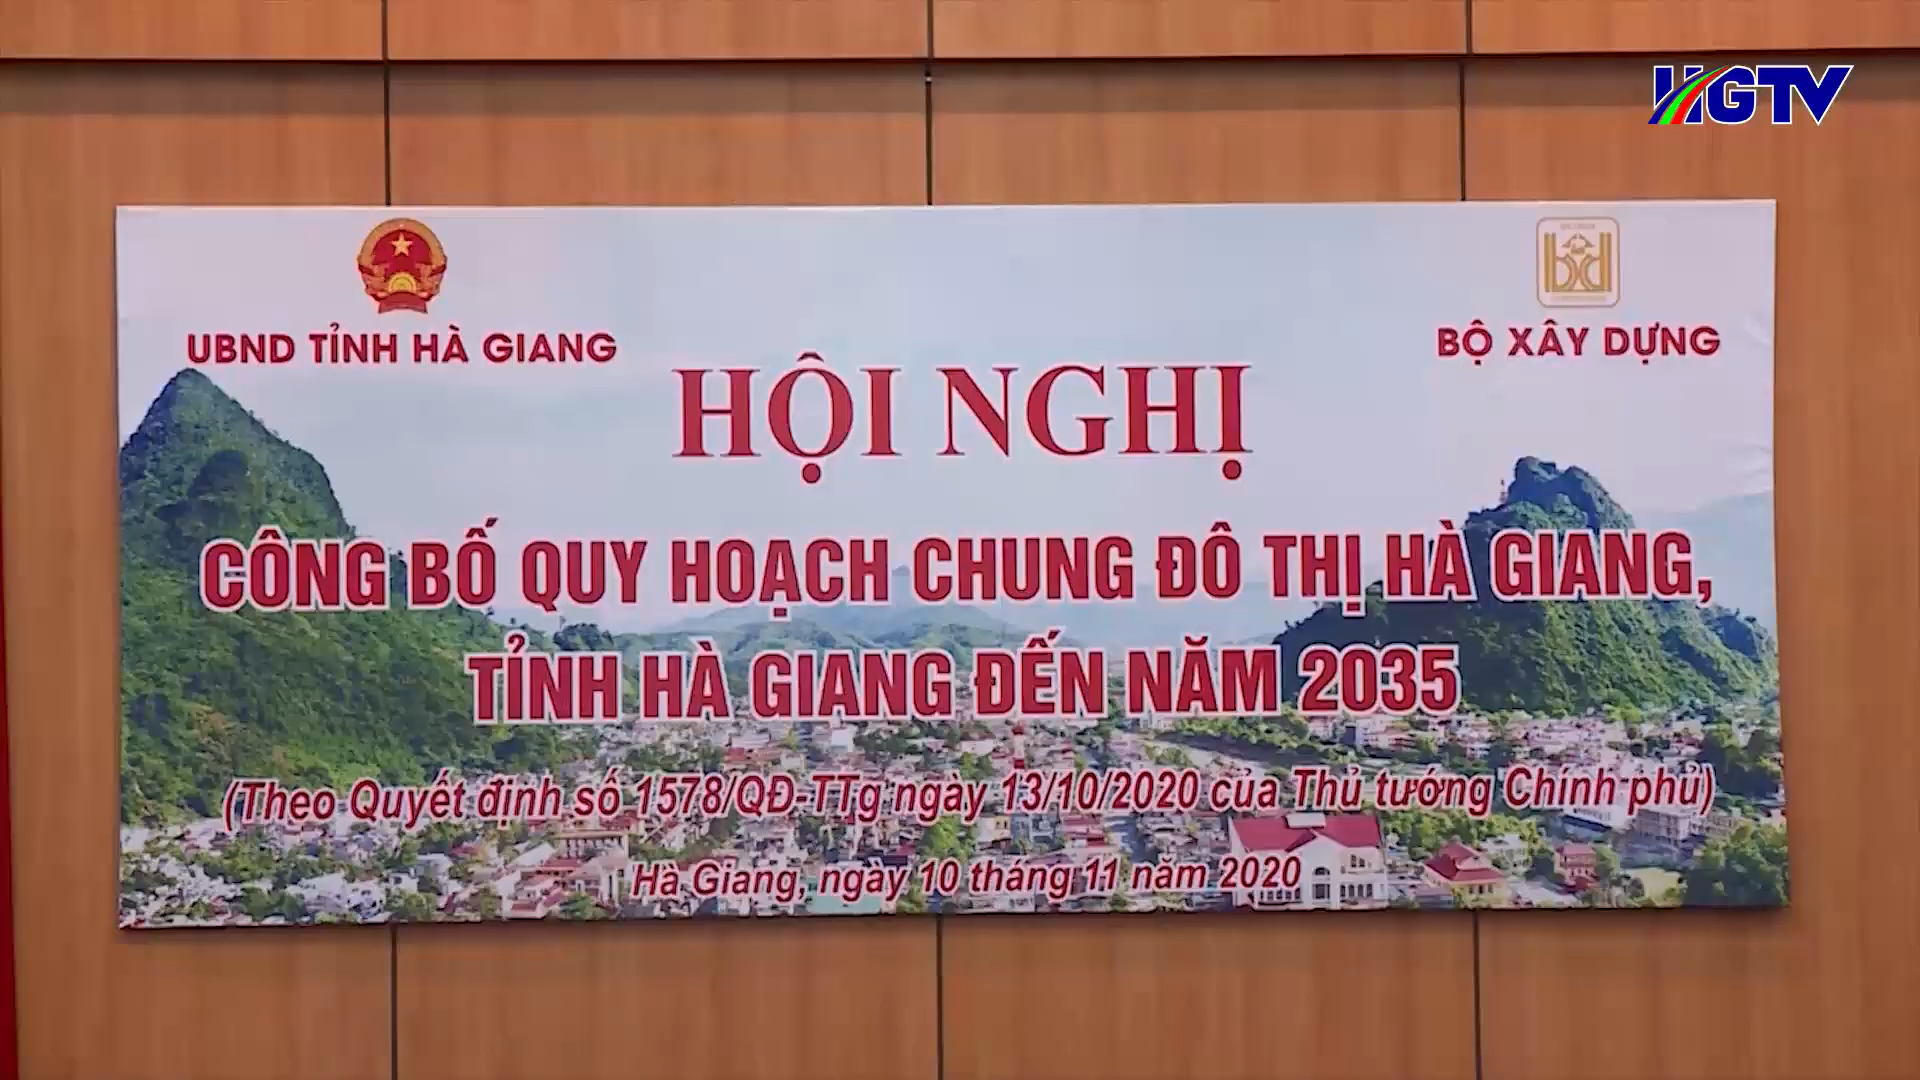 HGTV
UBND TỈNH HÀ GIANG
BỘ XÂY DỰNG
HỘI NGHỊ
CÔNG BỐ QUY HOẠCH CHUNG ĐÔ THỊ HÀ GIANG,
TỈNH HÀ GIANG ĐẾN NĂM 2035
(Theo Quyết định số 1578/QĐ-TTg ngày 13/10/2020 của Thủ tướng Chính phủ)
Hà Giang, ngày 10 tháng 11 năm 2020